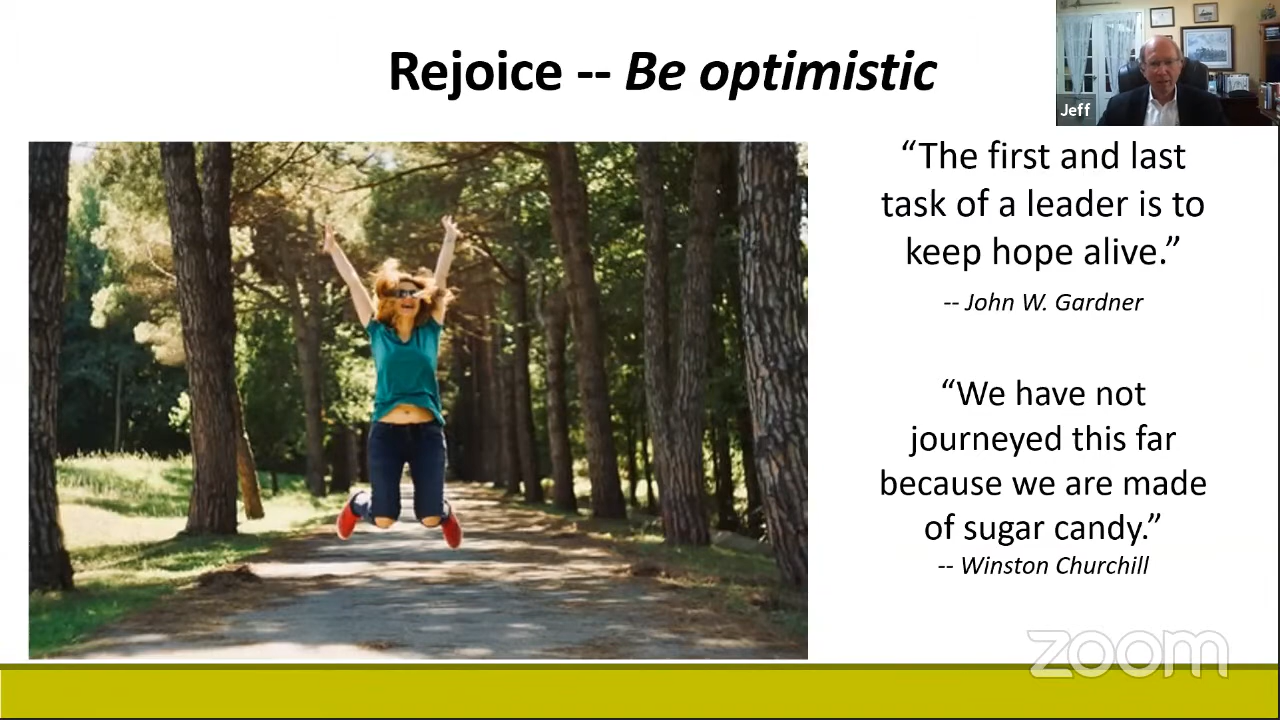 Rejoice -- Be optimistic
Jeff
“The first and last
task of a leader is to
keep hope alive.”
-- John W. Gardner
“We have not
journeyed this far
because we are made
of sugar candy.”
-- Winston Churchill
zoom